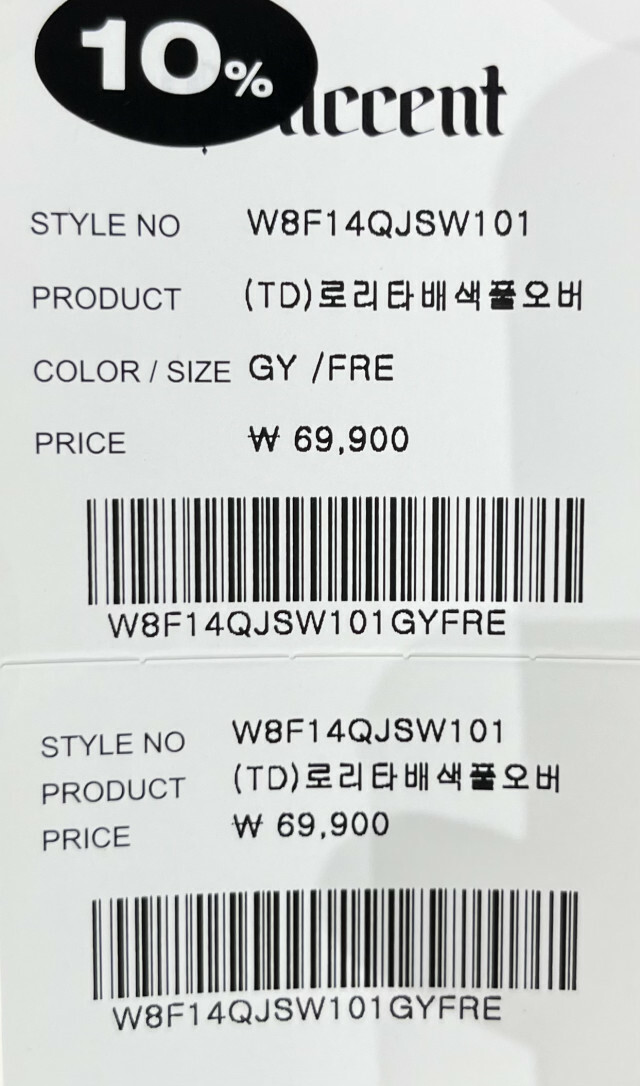 10%
accent
STYLE NO W8F14QJSW101
PRODUCT (TD)로리타배색풀오버
COLOR / SIZE GY /FRE
PRICE ₩ 69,900
W8F14QJSW101GYFRE
STYLE NO W8F14QJSW101
PRODUCT (TD)로리타배색풀오버
PRICE ₩ 69,900
W8F14QJSW101GYFRE